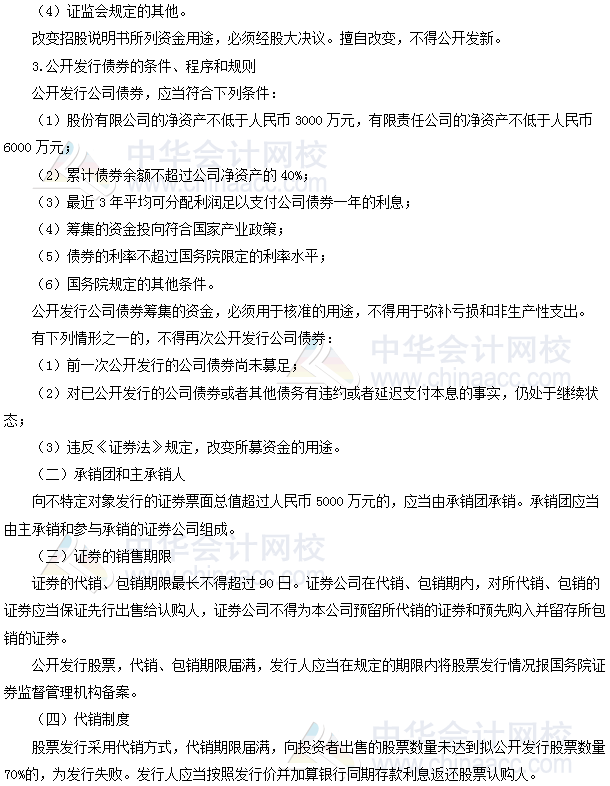 （4）证监会规定的其他。
改变招股说明书所列资金用途，必须经股大决议。擅自改变，不得公开发新。
3.公开发行债券的条件、程序和规则
公开发行公司债券，应当符合下列条件：
（1）股份有限公司的净资产不低于人民币 3000 万元，有限责任公司的净资产不低于人民币
6000 万元；
（2）累计债券余额不超过公司净资产的 40%；
（3）最近 3 年平均可分配利润足以支付公司债券一年的利息；
（4）筹集的资金投向符合国家产业政策；
（5）债券的利率不超过国务院限定的利率水平；
（6）国务院规定的其他条件。
公开发行公司债券筹集的资金，必须用于核准的用途，不得用于弥补亏损和非生产性支出。
有下列情形之一的，不得再次公开发行公司债券：
（1）前一次公开发行的公司债券尚未募足；
（2）对已公开发行的公司债券或者其他债务有违约或者延迟支付本息的事实，仍处于继续状
态；
（3）违反《证券法》规定，改变所募资金的用途。
（二）承销团和主承销人
向不特定对象发行的证券票面总值超过人民币 5000 万元的，应当由承销团承销。承销团应当
由主承销和参与承销的证券公司组成。
（三）证券的销售期限
证券的代销、包销期限最长不得超过 90 日。证券公司在代销、包销期内，对所代销、包销的
证券应当保证先行出售给认购人，证券公司不得为本公司预留所代销的证券和预先购入并留存所包
销的证券。
公开发行股票，代销、包销期限届满，发行人应当在规定的期限内将股票发行情况报国务院证
券监督管理机构备案。
（四）代销制度
股票发行采用代销方式，代销期限届满，向投资者出售的股票数量未达到拟公开发行股票数量
70%的，为发行失败。发行人应当按照发行价并加算银行同期存款利息返还股票认购人。
中华会计网校
www.chinaacc.com
中华会计网校
www.chinaacc.com
中华会计网校
www.chinaacc.com
中华会计网校
www.chinaacc.com